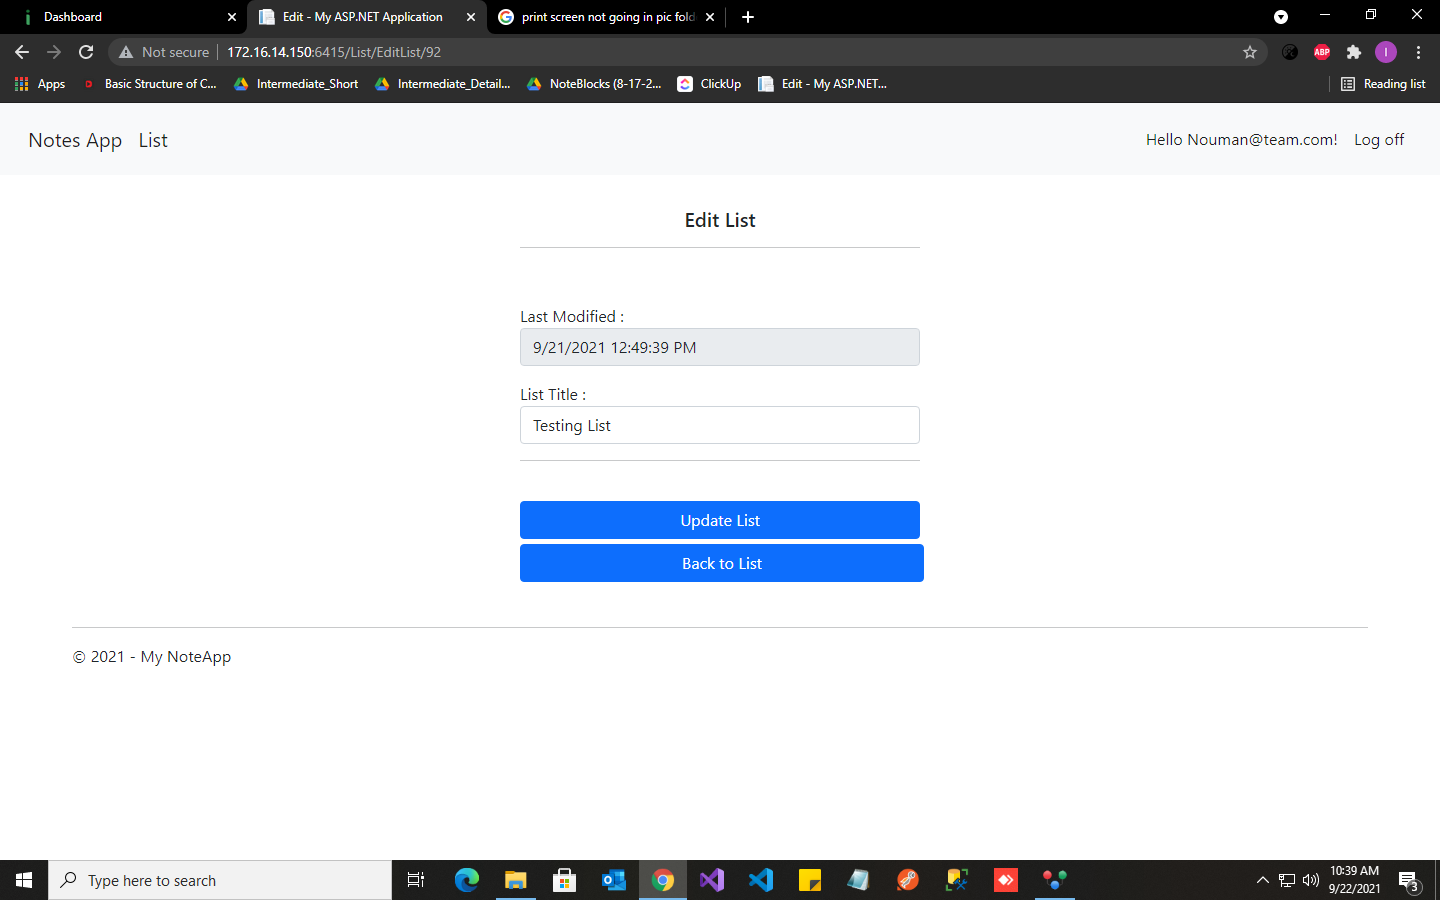 Dashboard
Edit - My ASP.NET Application
print screen not going in pic fold
Not secure
172.16.14.150:6415/List/EditList/92
ABP
I
Apps
Basic Structure of C...
Intermediate_Short
Intermediate_Detail...
NoteBlocks (8-17-2...
ClickUp
Edit - My ASP.NET...
Reading list
Notes App
List
Hello Nouman@team.com!
Log off
Edit List
Last Modified :
9/21/2021 12:49:39 PM
List Title :
Testing List
Update List
Back to List
© 2021 - My NoteApp
Type here to search
10:39 AM
9/22/2021
3